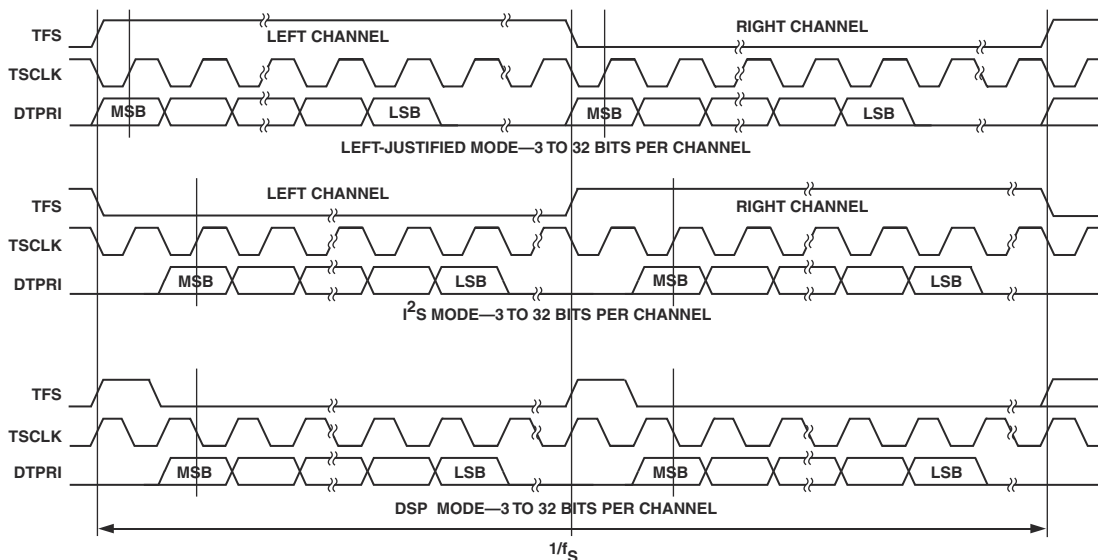 TFS LEFT CHANNEL RIGHT CHANNEL
TSCLK
DTPRI MSB LSB MSB LSB
LEFT-JUSTIFIED MODE—3 TO 32 BITS PER CHANNEL
TFS LEFT CHANNEL RIGHT CHANNEL
TSCLK
DTPRI MSB LSB MSB LSB
I²S MODE—3 TO 32 BITS PER CHANNEL
TFS
TSCLK
DTPRI MSB LSB MSB LSB
DSP MODE—3 TO 32 BITS PER CHANNEL
1/fS